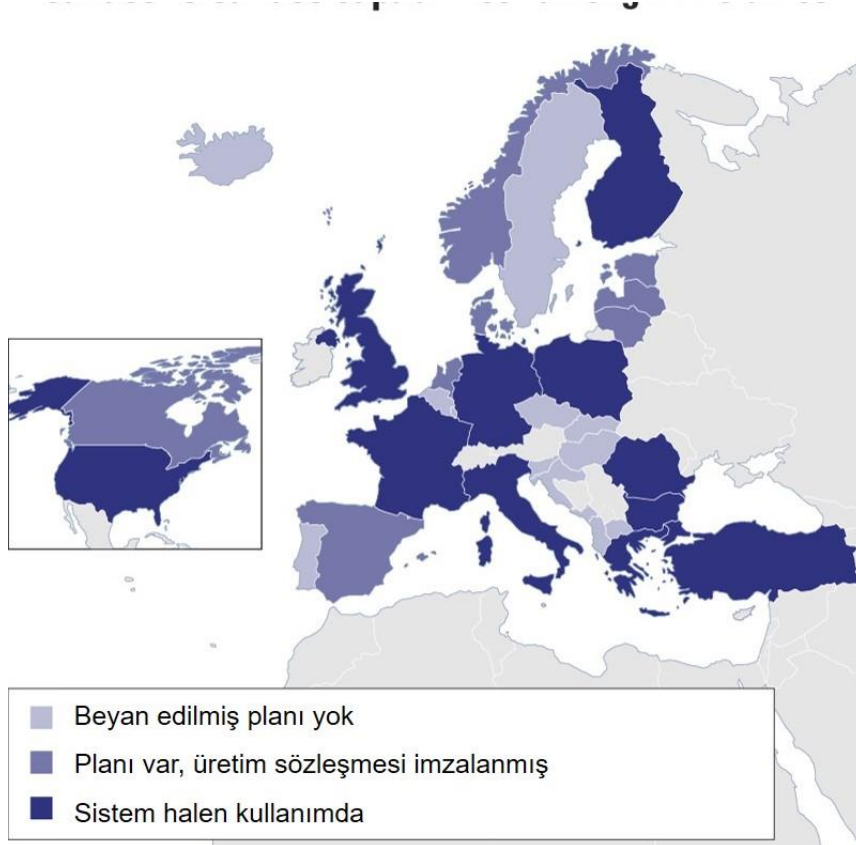 Beyan edilmiş planı yok
Planı var, üretim sözleşmesi imzalanmış
Sistem halen kullanımda